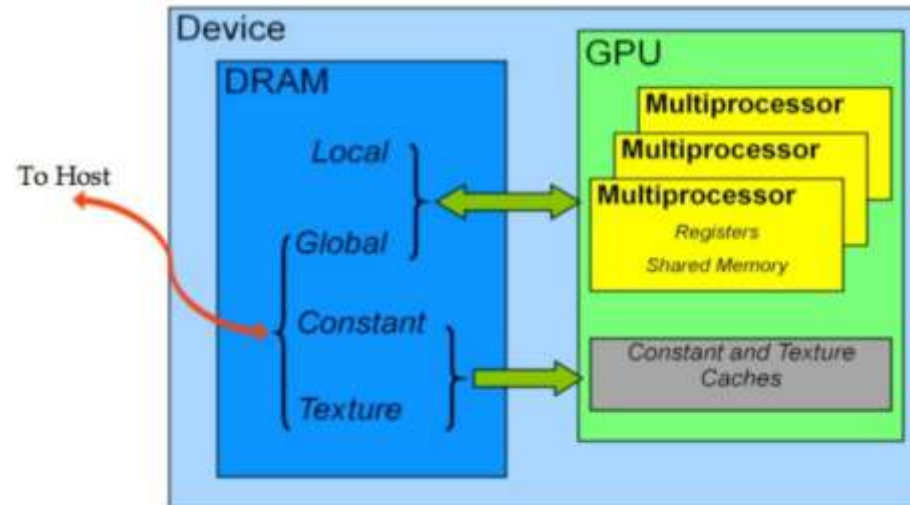 Device
DRAM
Local
Global
Constant
Texture
To Host
GPU
Multiprocessor
Multiprocessor
Multiprocessor
Registers
Shared Memory
Constant and Texture
Caches